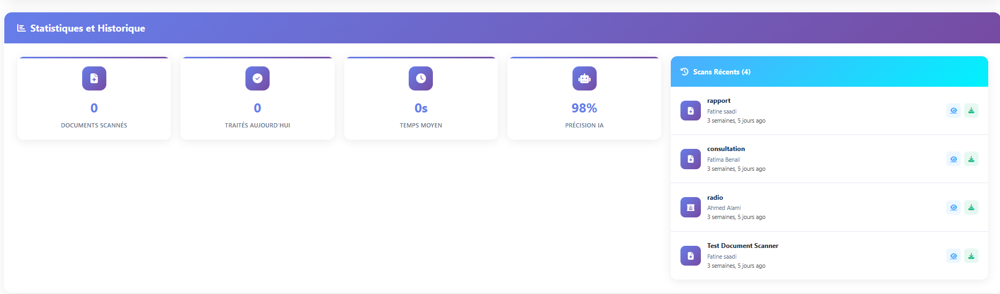 Statistiques et Historique
0
DOCUMENTS SCANNÉS
0
TRAITÉS AUJOURD'HUI
0s
TEMPS MOYEN
98%
PRÉCISION IA
Scans Récents (4)
rapport
Fatine saadi
3 semaines, 5 jours ago
consultation
Fatima Benali
3 semaines, 5 jours ago
radio
Ahmed Alami
3 semaines, 5 jours ago
Test Document Scanner
Fatine saadi
3 semaines, 5 jours ago